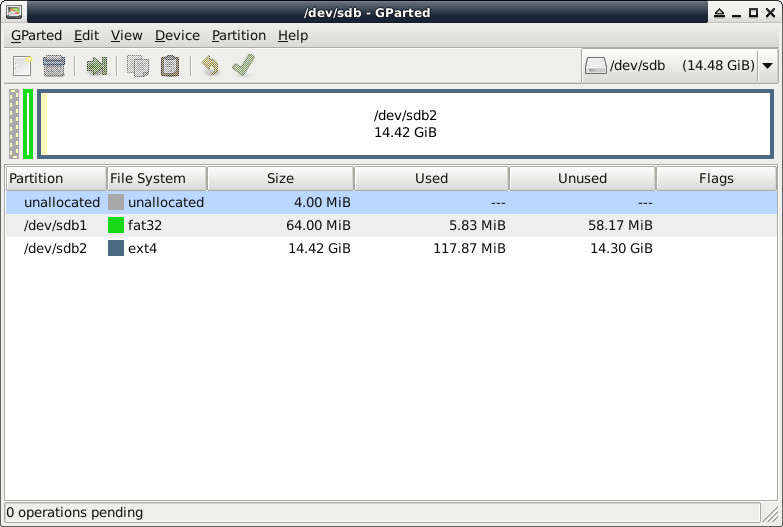 /dev/sdb - GParted
GParted Edit View Device Partition Help
/dev/sdb (14.48 GiB)
/dev/sdb2
14.42 GiB
Partition File System Size Used Unused Flags
unallocated unallocated 4.00 MiB --- ---
/dev/sdb1 fat32 64.00 MiB 5.83 MiB 58.17 MiB
/dev/sdb2 ext4 14.42 GiB 117.87 MiB 14.30 GiB
0 operations pending